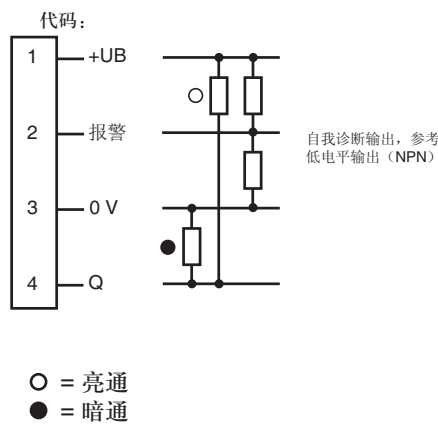 代码：
1 +UB
2 报警
自我诊断输出，参考
低电平输出（NPN）
3 0 V
4 Q
= 亮通
= 暗通